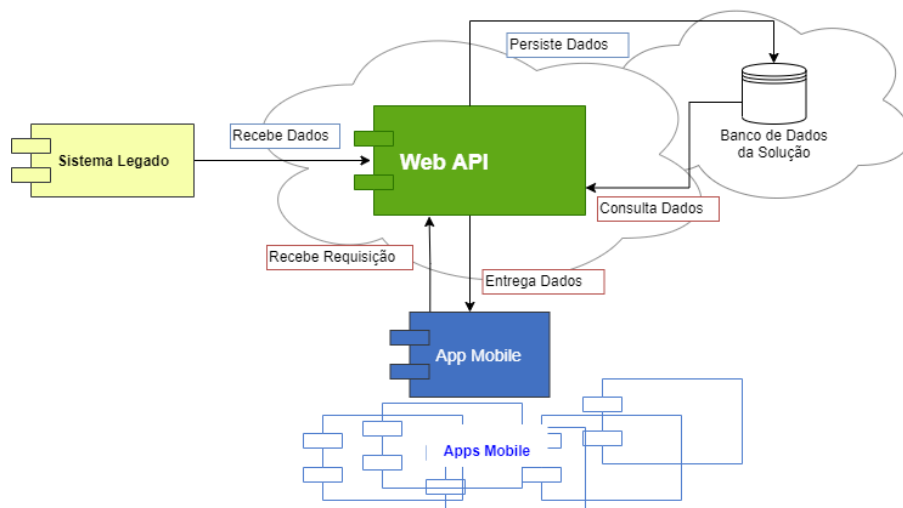 Persiste Dados
Recebe Dados
Sistema Legado
Web API
Banco de Dados
da Solução
Consulta Dados
Recebe Requisição
Entrega Dados
App Mobile
Apps Mobile